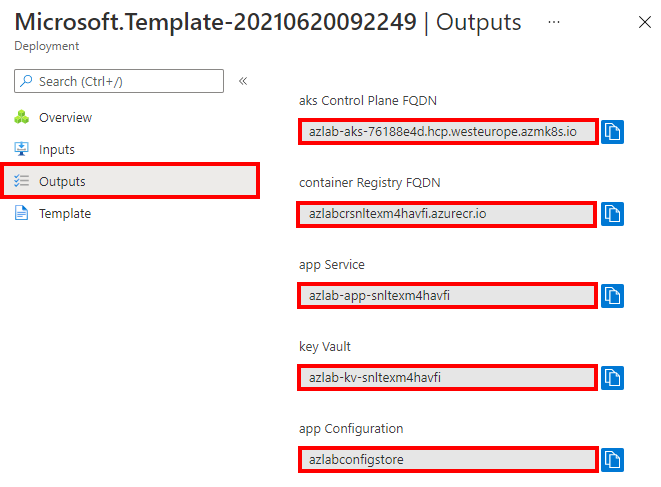 Microsoft.Template-20210620092249 | Outputs ...
Deployment
Search (Ctrl+/)
Overview
Inputs
Outputs
Template
aks Control Plane FQDN
azlab-aks-76188e4d.hcp.westeurope.azmk8s.io
container Registry FQDN
azlabcrsnltexm4havfi.azurecr.io
app Service
azlab-app-snltexm4havfi
key Vault
azlab-kv-snltexm4havfi
app Configuration
azlabconfigstore